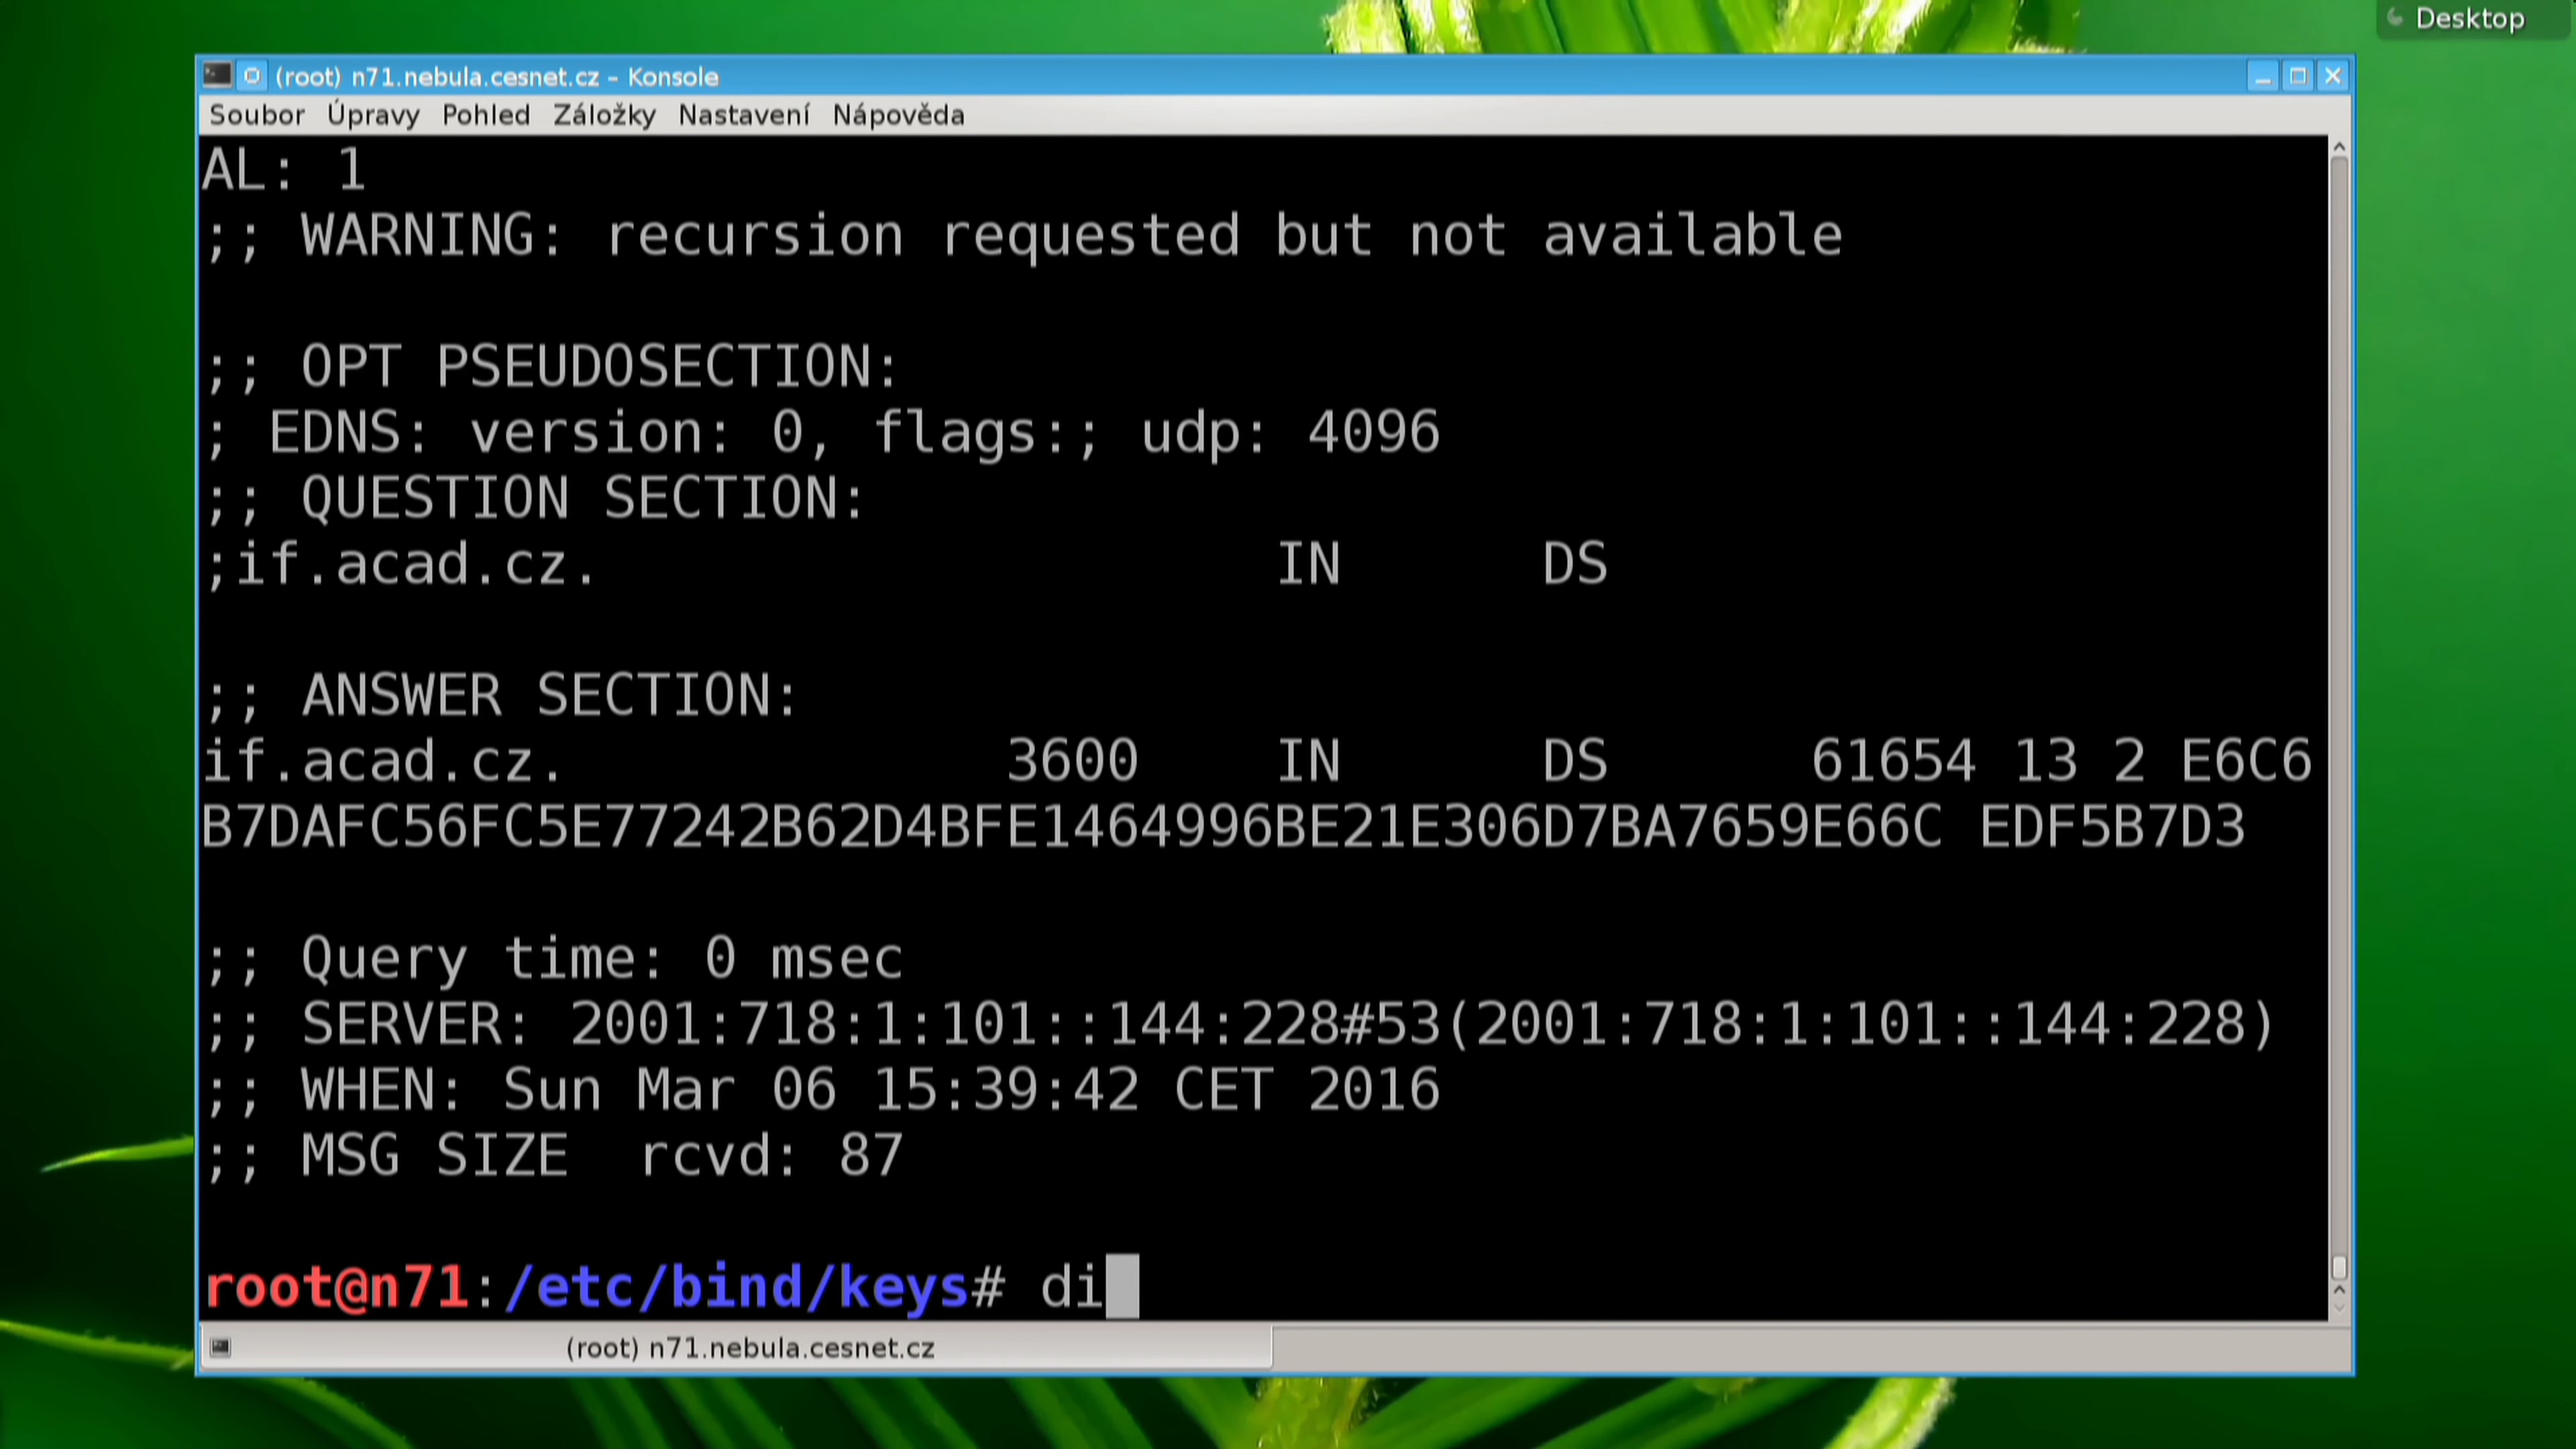 Desktop
(root) n71.nebula.cesnet.cz – Konsole
Soubor Úpravy Pohled Záložky Nastavení Nápověda
AL: 1
;; WARNING: recursion requested but not available
;; OPT PSEUDOSECTION:
; EDNS: version: 0, flags:; udp: 4096
;; QUESTION SECTION:
;if.acad.cz. IN DS
;; ANSWER SECTION:
if.acad.cz. 3600 IN DS 61654 13 2 E6C6
B7DAFC56FC5E77242B62D4BFE1464996BE21E306D7BA7659E66C EDF5B7D3
;; Query time: 0 msec
;; SERVER: 2001:718:1:101::144:228#53(2001:718:1:101::144:228)
;; WHEN: Sun Mar 06 15:39:42 CET 2016
;; MSG SIZE  rcvd: 87
root@n71:/etc/bind/keys# di
(root) n71.nebula.cesnet.cz